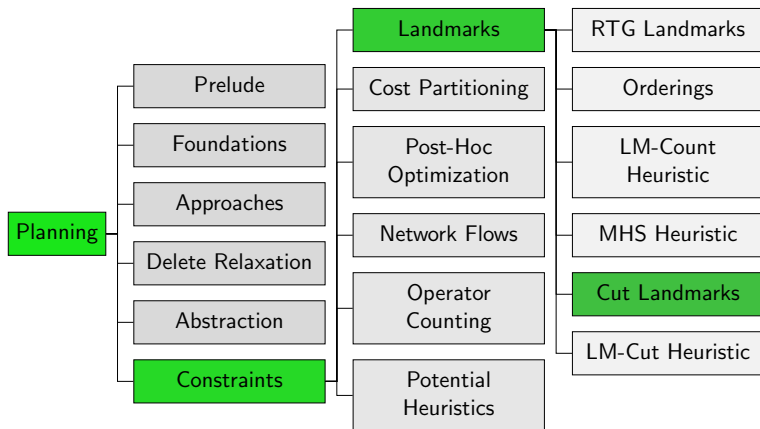 Planning
Prelude
Foundations
Approaches
Delete Relaxation
Abstraction
Constraints
Landmarks
Cost Partitioning
Post-Hoc
Optimization
Network Flows
Operator
Counting
Potential
Heuristics
RTG Landmarks
Orderings
LM-Count
Heuristic
MHS Heuristic
Cut Landmarks
LM-Cut Heuristic